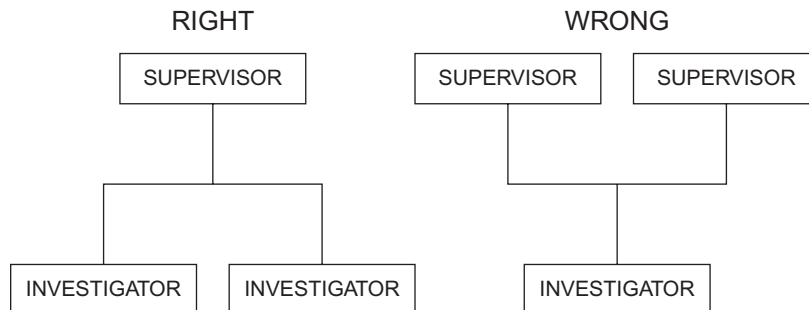 RIGHT
SUPERVISOR
INVESTIGATOR
INVESTIGATOR
WRONG
SUPERVISOR
SUPERVISOR
INVESTIGATOR